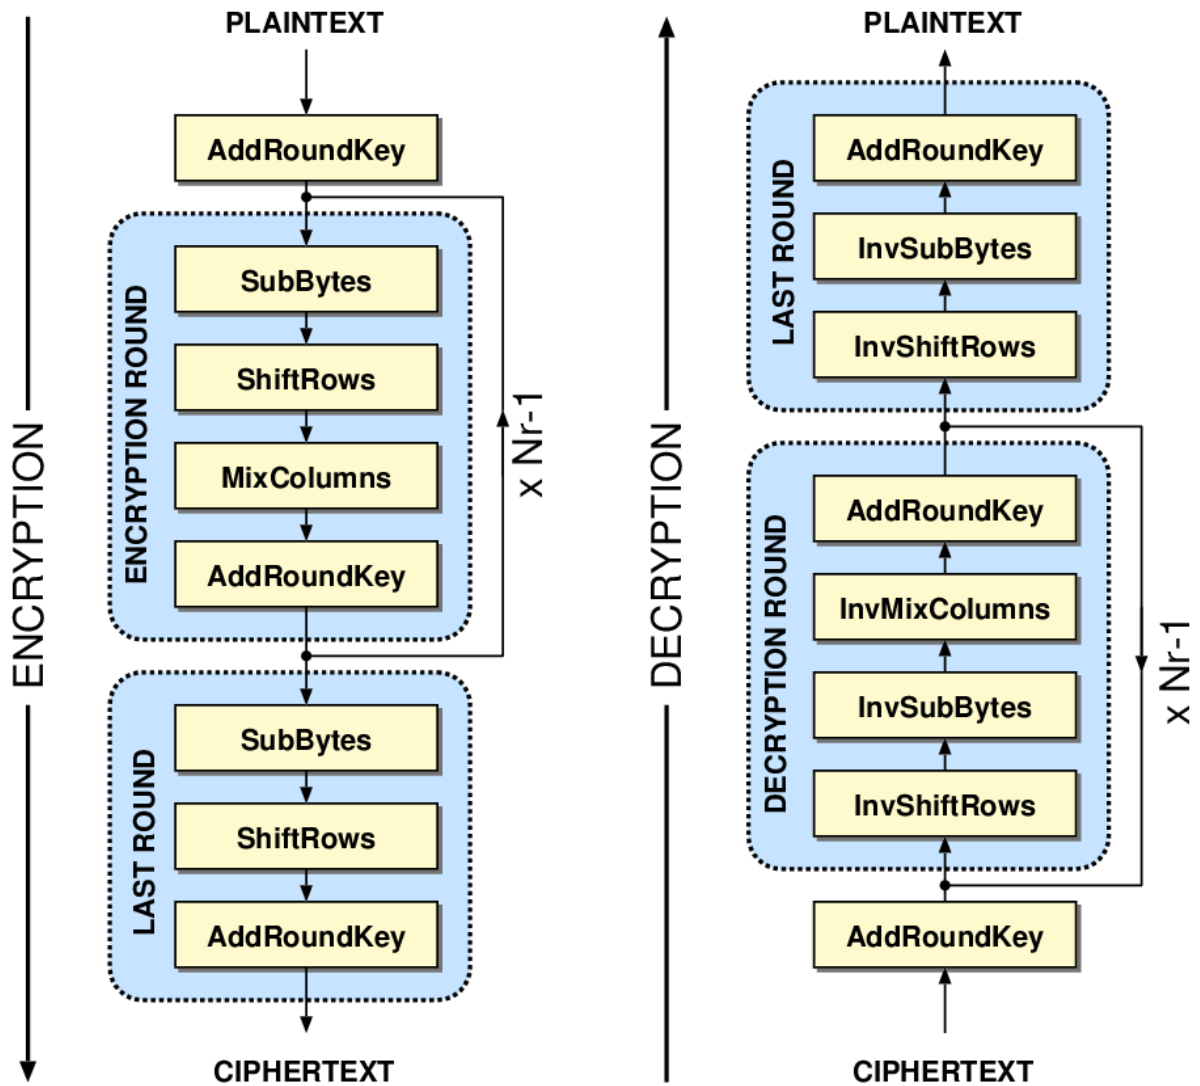 PLAINTEXT
AddRoundKey
ENCRYPTION ROUND
SubBytes
ShiftRows
MixColumns
AddRoundKey
x Nr-1
ENCRYPTION
LAST ROUND
SubBytes
ShiftRows
AddRoundKey
CIPHERTEXT
PLAINTEXT
LAST ROUND
AddRoundKey
InvSubBytes
InvShiftRows
DECRYPTION
DECRYPTION ROUND
AddRoundKey
InvMixColumns
InvSubBytes
InvShiftRows
x Nr-1
AddRoundKey
CIPHERTEXT